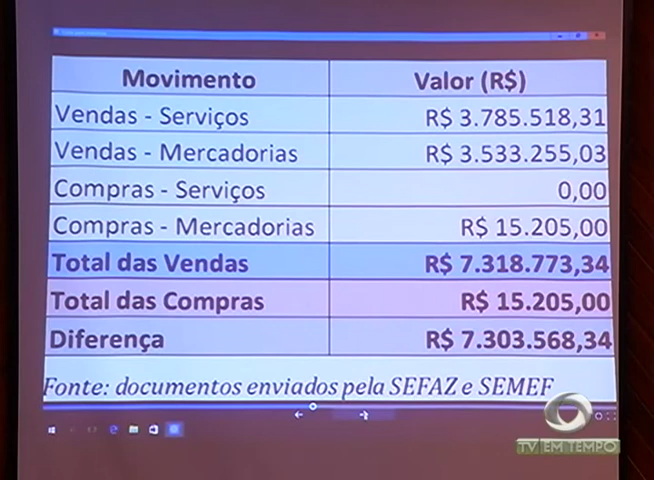 Movimento Valor (R$)
Vendas - Serviços R$ 3.785.518,31
Vendas - Mercadorias R$ 3.533.255,03
Compras - Serviços 0,00
Compras - Mercadorias R$ 15.205,00
Total das Vendas R$ 7.318.773,34
Total das Compras R$ 15.205,00
Diferença R$ 7.303.568,34
Fonte: documentos enviados pela SEFAZ e SEMEF
TV EM TEMPO